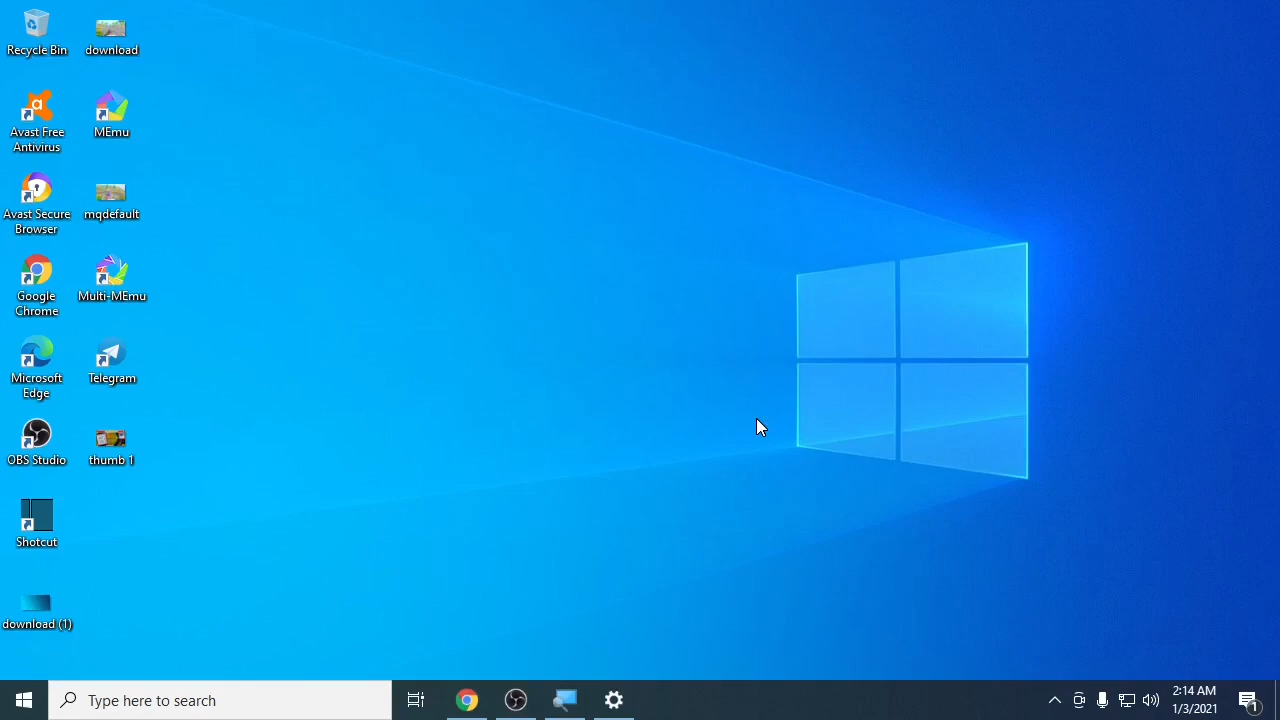 Recycle Bin
download
Avast Free
Antivirus
MEmu
Avast Secure
Browser
mqdefault
Google
Chrome
Multi-MEmu
Microsoft
Edge
Telegram
OBS Studio
thumb 1
Shotcut
download (1)
Type here to search
2:14 AM
1/3/2021
1